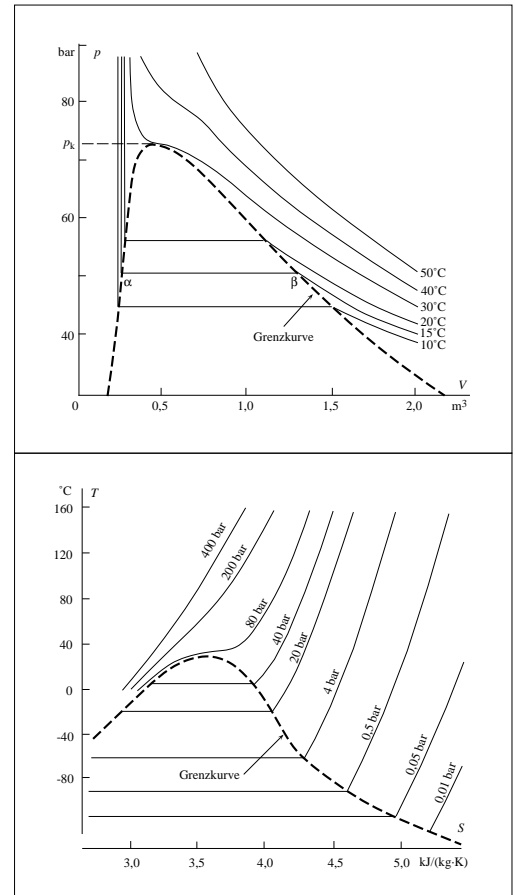 bar p
80
pk
60
40
0 0,5 1,0 1,5 2,0 m³
V
α β
Grenzkurve
50°C
40°C
30°C
20°C
15°C
10°C
°C T
160
120
80
40
0
-40
-80
400 bar
200 bar
80 bar
40 bar
20 bar
4 bar
0,5 bar
0,05 bar
0,01 bar
Grenzkurve
S
3,0 3,5 4,0 4,5 5,0 kJ/(kg·K)